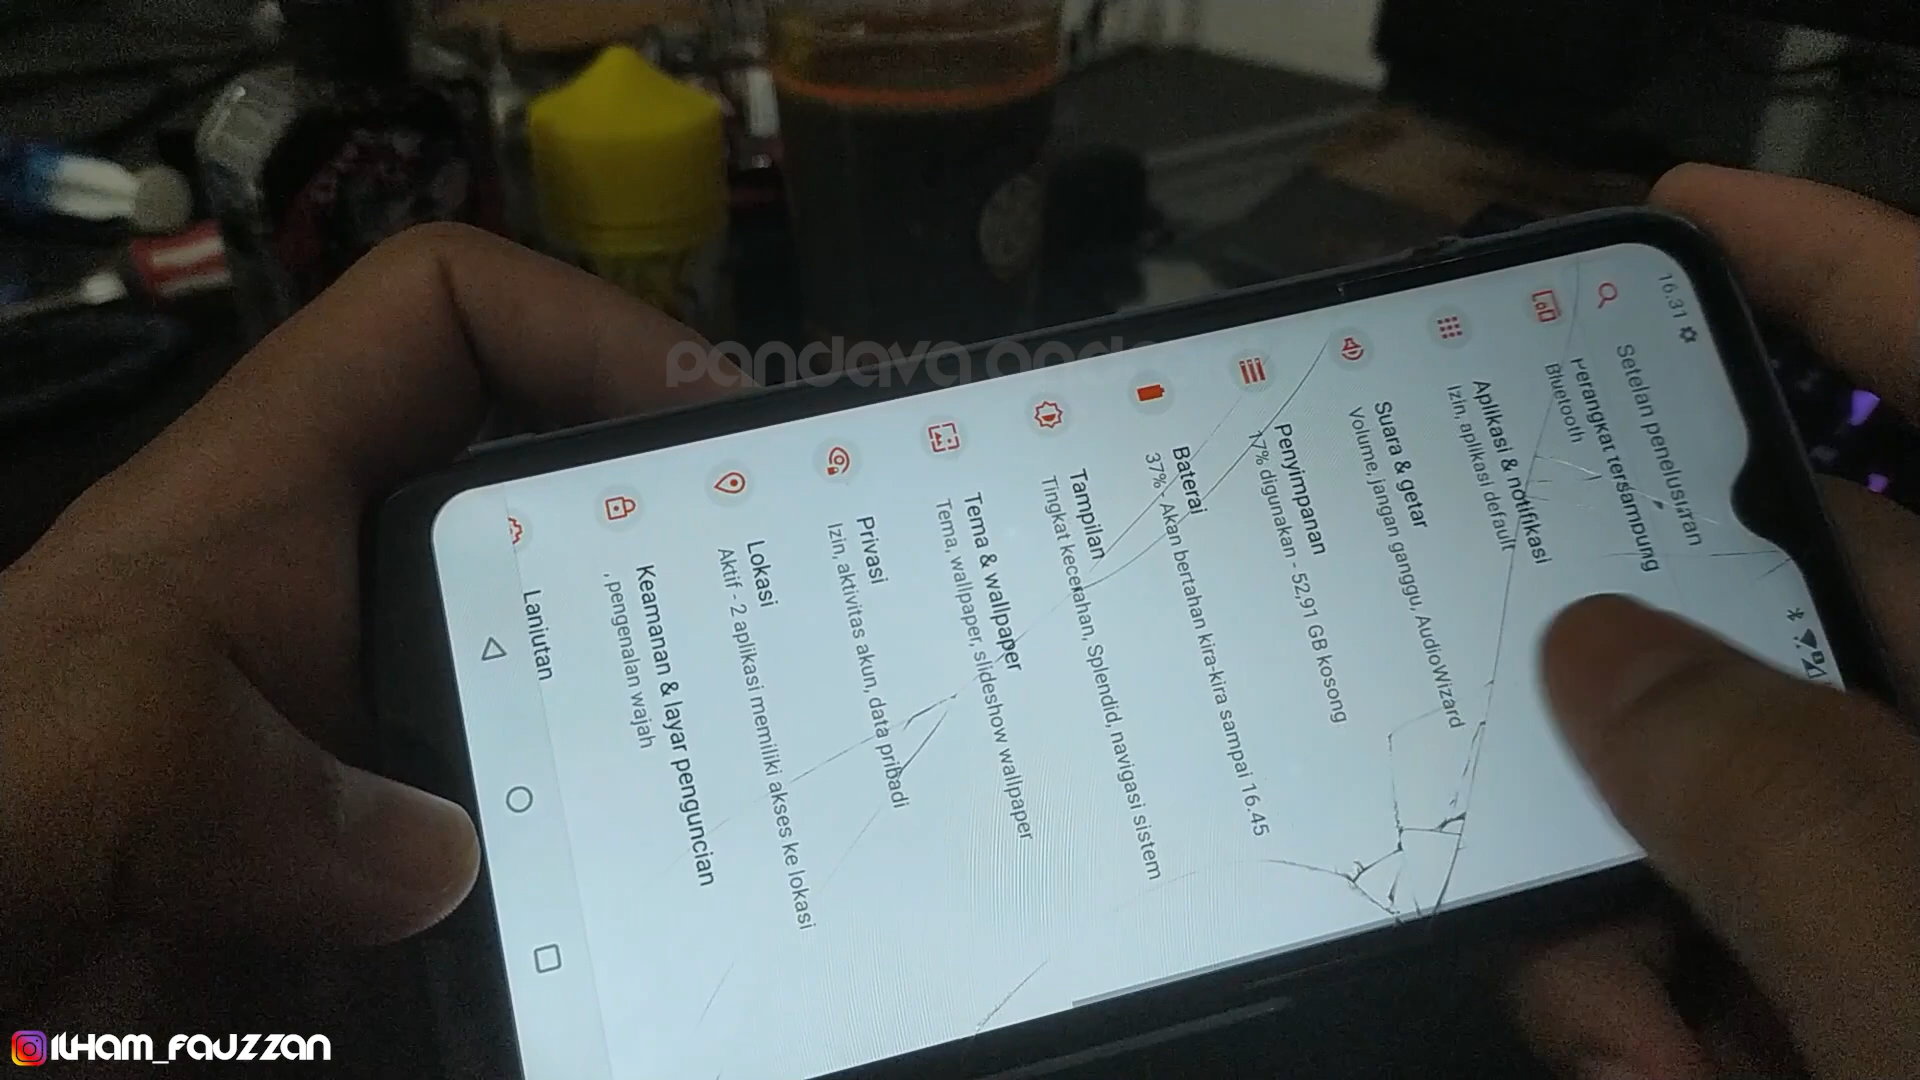 16.31
Setelan penelusuran
Perangkat tersambung
Bluetooth
Aplikasi & notifikasi
Izin, aplikasi default
Suara & getar
Volume, jangan ganggu, AudioWizard
Penyimpanan
17% digunakan - 52,91 GB kosong
Baterai
37% - Akan bertahan kira-kira sampai 16.45
Tampilan
Tingkat kecerahan, Splendid, navigasi sistem
Tema & wallpaper
Tema, wallpaper, slideshow wallpaper
Privasi
Izin, aktivitas akun, data pribadi
Lokasi
Aktif - 2 aplikasi memiliki akses ke lokasi
Keamanan & layar penguncian
, pengenalan wajah
Lanjutan
pandava
ILHAM_FAUZZAN